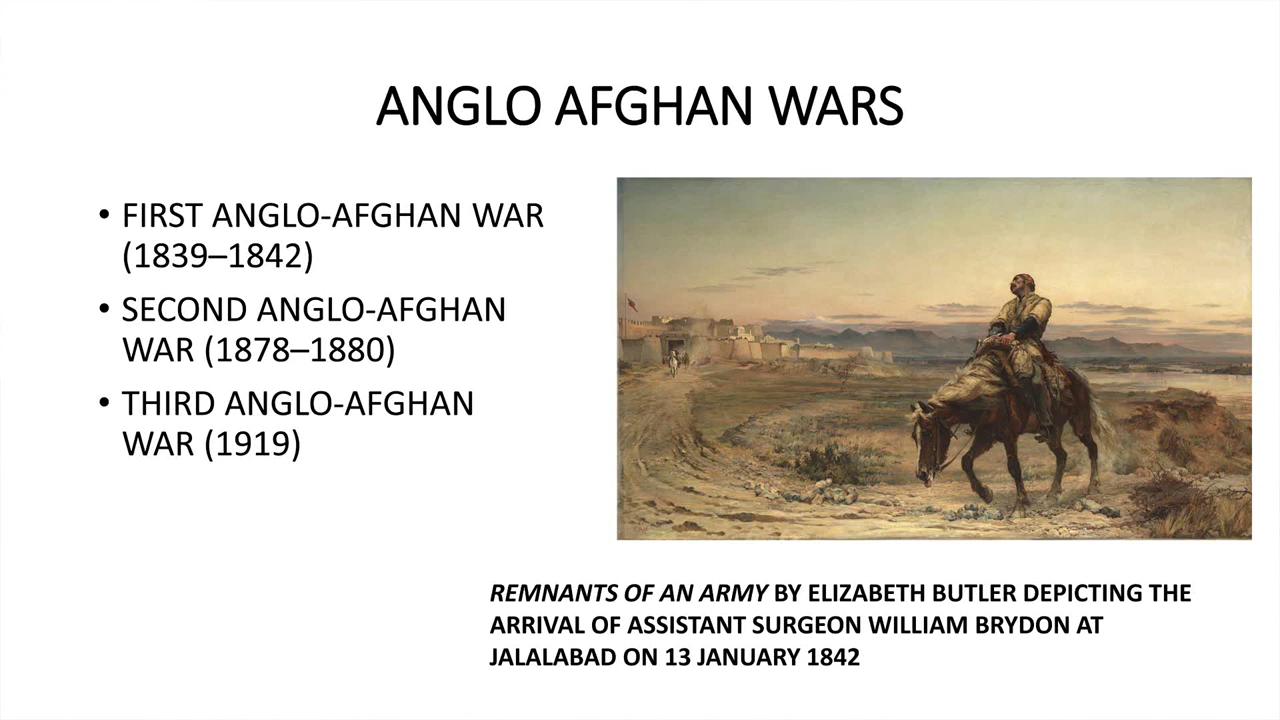 ANGLO AFGHAN WARS
• FIRST ANGLO-AFGHAN WAR
(1839–1842)
• SECOND ANGLO-AFGHAN
WAR (1878–1880)
• THIRD ANGLO-AFGHAN
WAR (1919)
REMNANTS OF AN ARMY BY ELIZABETH BUTLER DEPICTING THE
ARRIVAL OF ASSISTANT SURGEON WILLIAM BRYDON AT
JALALABAD ON 13 JANUARY 1842